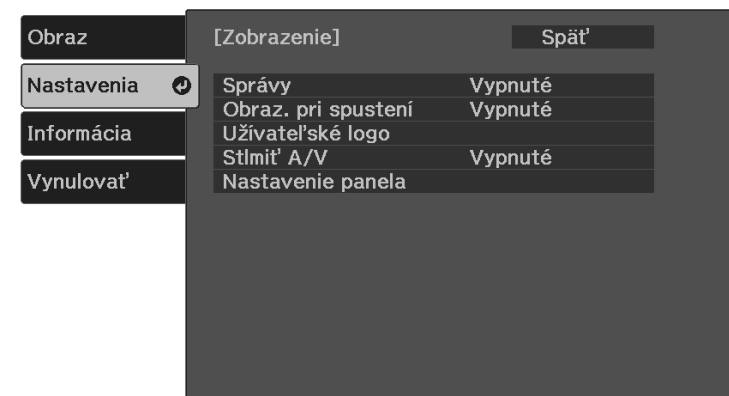 Obraz
Nastavenia
Informácia
Vynulovať
[Zobrazenie] Späť
Správy Vypnuté
Obraz. pri spustení Vypnuté
Užívateľské logo
Stlmiť A/V Vypnuté
Nastavenie panela